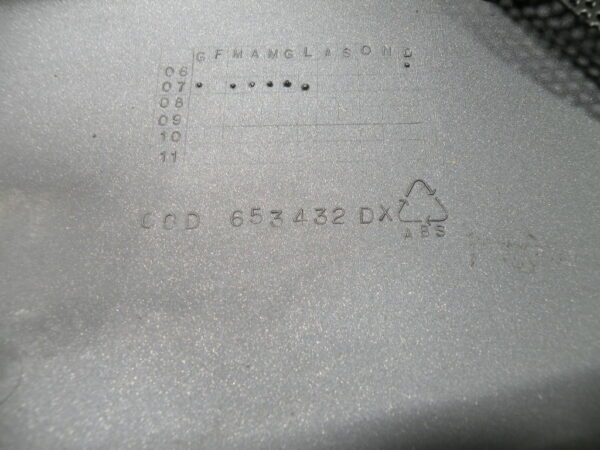 G F M A M G L A S O N D
06
07
08
09
10
11
COD 653432 DX
ABS